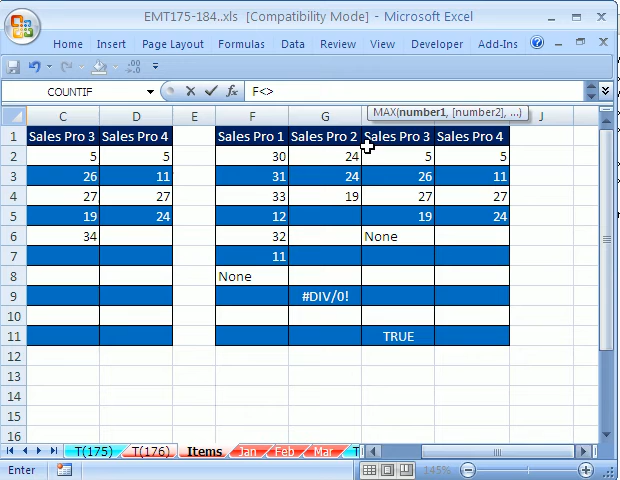 EMT175-184..xls [Compatibility Mode] - Microsoft Excel
Home Insert Page Layout Formulas Data Review View Developer Add-Ins
COUNTIF F<>
MAX(number1, [number2], ...)
C D E F G J
1 Sales Pro 3 Sales Pro 4 Sales Pro 1 Sales Pro 2 Sales Pro 3 Sales Pro 4
2 5 5 30 24 5 5
3 26 11 31 24 26 11
4 27 27 33 19 27 27
5 19 24 12 19 24
6 34 32 None
7 11
8 None
9 #DIV/0!
10
11 TRUE
12
13
14
15
16
T(175) T(176) Items Jan Feb Mar
Enter 145%